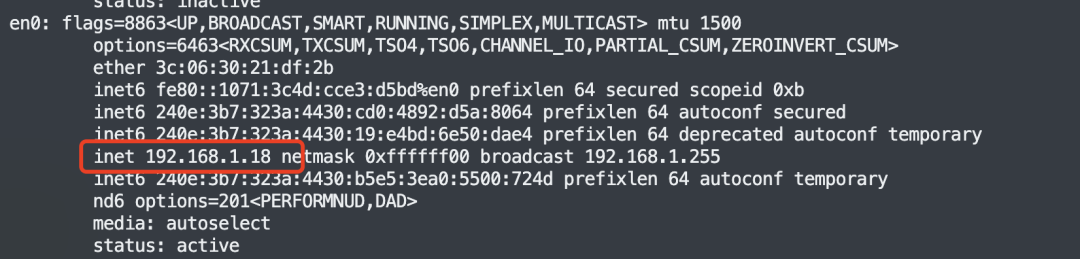 status: inactive
en0: flags=8863<UP,BROADCAST,SMART,RUNNING,SIMPLEX,MULTICAST> mtu 1500
options=6463<RXCSUM,TXCSUM,TSO4,TSO6,CHANNEL_IO,PARTIAL_CSUM,ZEROINVERT_CSUM>
ether 3c:06:30:21:df:2b
inet6 fe80::1071:3c4d:cce3:d5bd%en0 prefixlen 64 secured scopeid 0xb
inet6 240e:3b7:323a:4430:cd0:4892:d5a:8064 prefixlen 64 autoconf secured
inet6 240e:3b7:323a:4430:19:e4bd:6e50:dae4 prefixlen 64 deprecated autoconf temporary
inet 192.168.1.18 netmask 0xffffff00 broadcast 192.168.1.255
inet6 240e:3b7:323a:4430:b5e5:3ea0:5500:724d prefixlen 64 autoconf temporary
nd6 options=201<PERFORMNUD,DAD>
media: autoselect
status: active